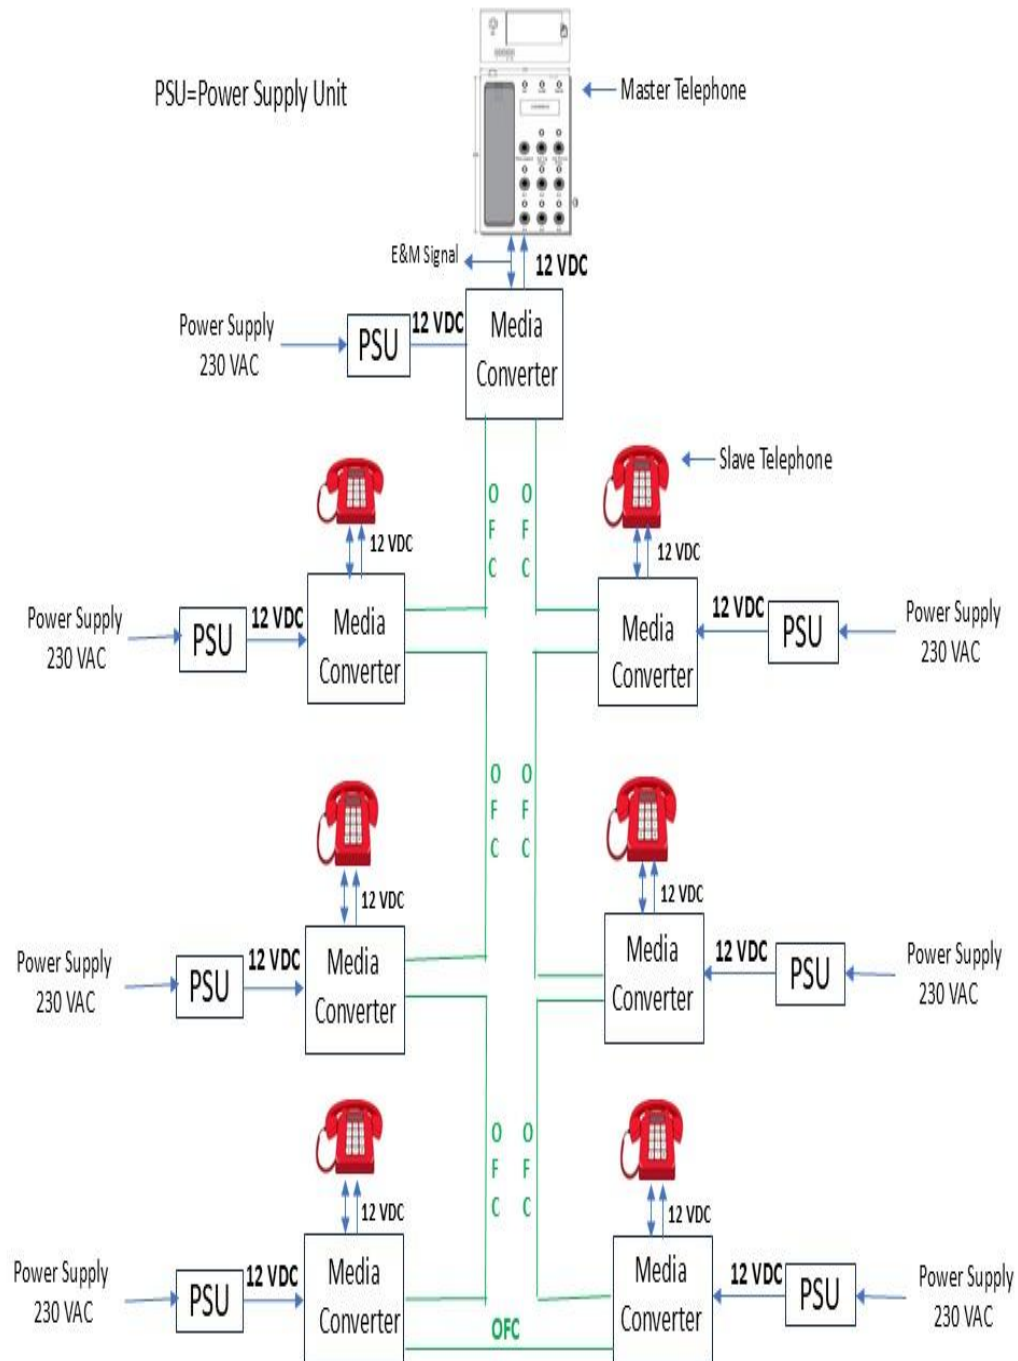 PSU=Power Supply Unit
Master Telephone
E&M Signal
12 VDC
Power Supply
230 VAC
PSU
12 VDC
Media
Converter
Slave Telephone
O
F
C
O
F
C
12 VDC
12 VDC
Power Supply
230 VAC
PSU
12 VDC
Media
Converter
Media
Converter
12 VDC
PSU
Power Supply
230 VAC
O
F
C
O
F
C
12 VDC
12 VDC
Power Supply
230 VAC
PSU
12 VDC
Media
Converter
Media
Converter
12 VDC
PSU
Power Supply
230 VAC
O
F
C
O
F
C
12 VDC
12 VDC
Power Supply
230 VAC
PSU
12 VDC
Media
Converter
Media
Converter
12 VDC
PSU
Power Supply
230 VAC
OFC